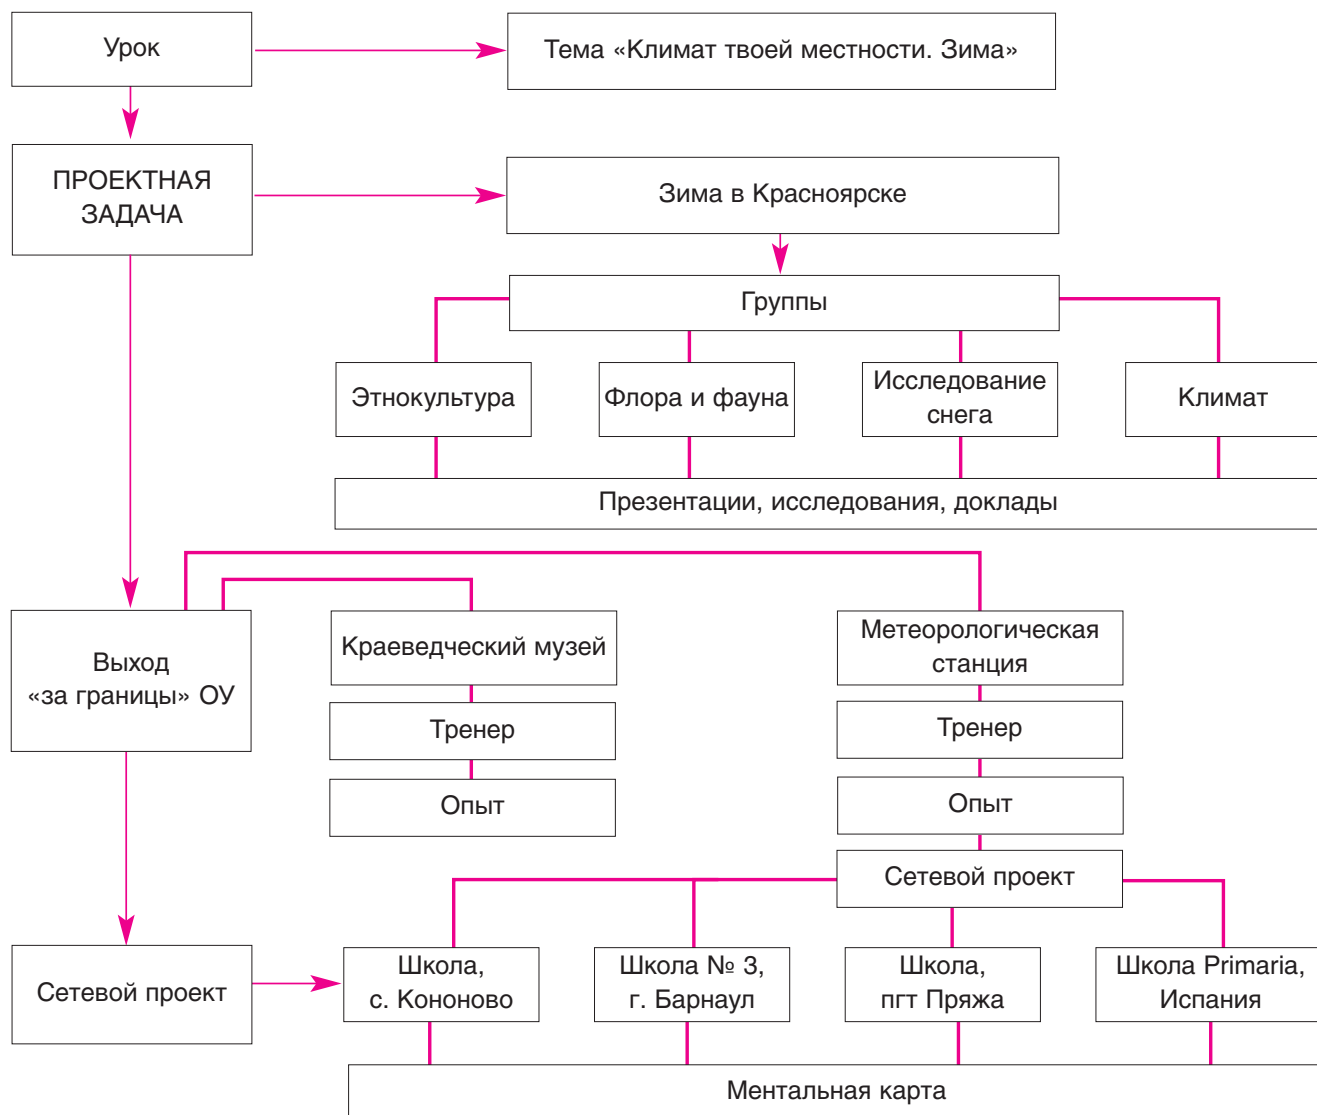 Урок
Тема «Климат твоей местности. Зима»
ПРОЕКТНАЯ
ЗАДАЧА
Зима в Красноярске
Группы
Этнокультура
Флора и фауна
Исследование
снега
Климат
Презентации, исследования, доклады
Выход
«за границы» ОУ
Краеведческий музей
Метеорологическая
станция
Тренер
Тренер
Опыт
Опыт
Сетевой проект
Сетевой проект
Школа,
с. Кононово
Школа № 3,
г. Барнаул
Школа,
пгт Пряжа
Школа Primaria,
Испания
Ментальная карта